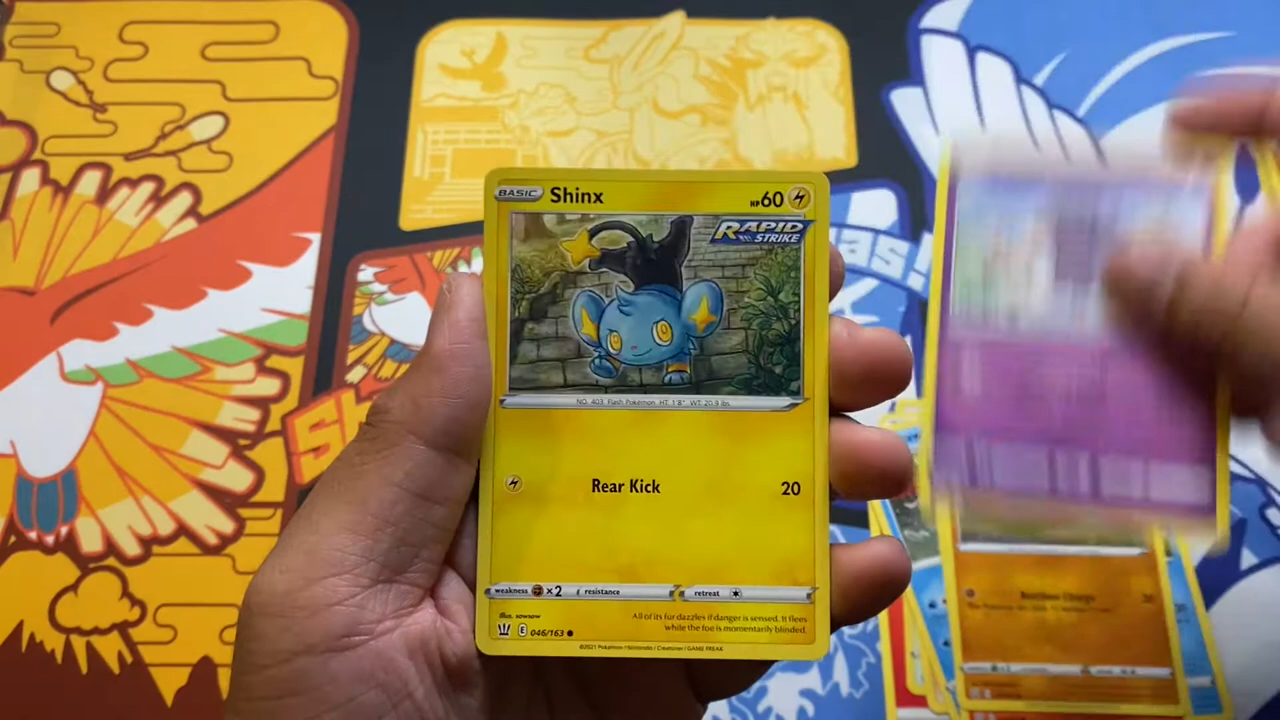 BASIC Shinx HP60
RAPID STRIKE
NO. 403 Flash Pokémon HT: 1'8" WT: 20.9 lbs.
Rear Kick 20
weakness ×2 resistance retreat
Illus. sowsow
All of its fur dazzles if danger is sensed. It flees
while the foe is momentarily blinded.
E 046/163
©2021 Pokémon / Nintendo / Creatures / GAME FREAK